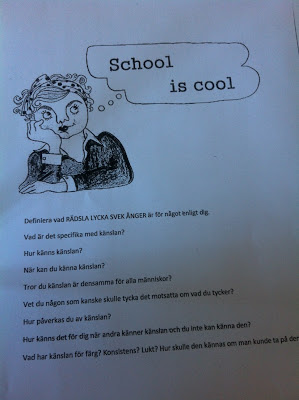 School
is cool
Definiera vad RÄDSLA LYCKA SVEK ÅNGER är för något enligt dig.
Vad är det specifika med känslan?
Hur känns känslan?
När kan du känna känslan?
Tror du känslan är densamma för alla människor?
Vet du någon som kanske skulle tycka det motsatta om vad du tycker?
Hur påverkas du av känslan?
Hur känns det för dig när andra känner känslan och du inte kan känna den?
Vad har känslan för färg? Konsistens? Lukt? Hur skulle den kännas om man kunde ta på den